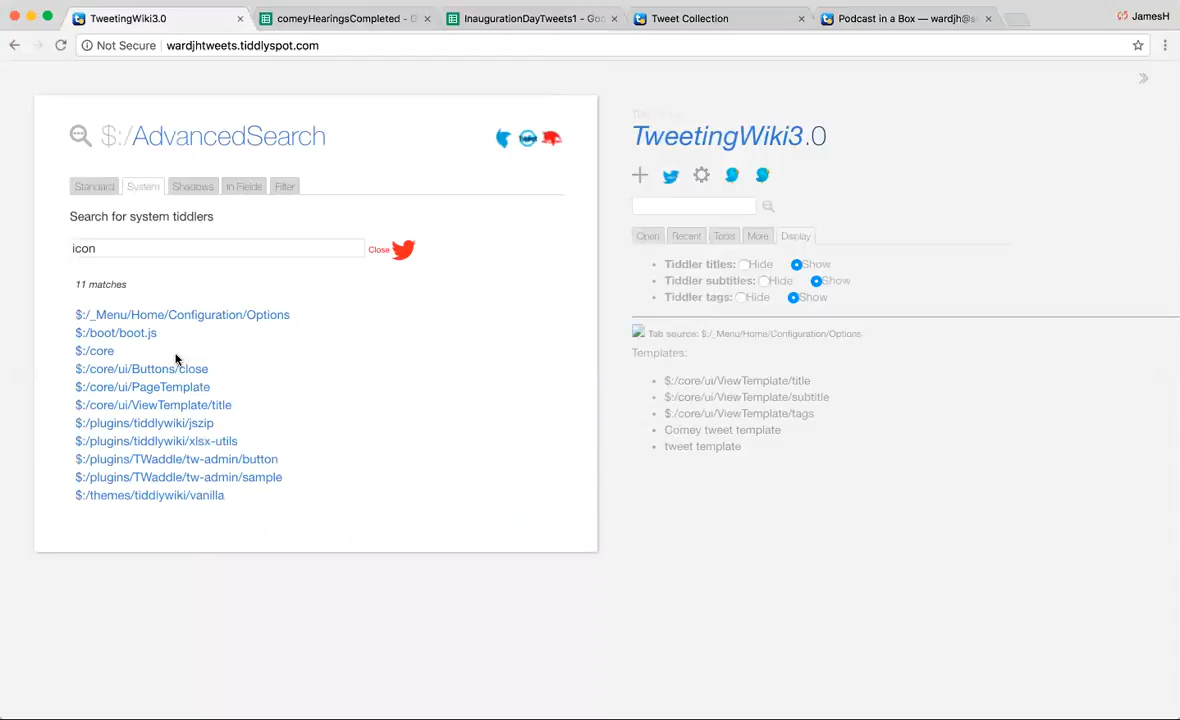 TweetingWiki3.0
comeyHearingsCompleted - G
InaugurationDayTweets1 - Goo
Tweet Collection
Podcast in a Box — wardjh@s
JamesH
Not Secure
wardjhtweets.tiddlyspot.com
$:/AdvancedSearch
Standard
System
Shadows
In Fields
Filter
Search for system tiddlers
icon
Close
11 matches
$:/_Menu/Home/Configuration/Options
$:/boot/boot.js
$:/core
$:/core/ui/Buttons/close
$:/core/ui/PageTemplate
$:/core/ui/ViewTemplate/title
$:/plugins/tiddlywiki/jszip
$:/plugins/tiddlywiki/xlsx-utils
$:/plugins/TWaddle/tw-admin/button
$:/plugins/TWaddle/tw-admin/sample
$:/themes/tiddlywiki/vanilla
TweetingWiki3.0
Open
Recent
Tools
More
Display
Tiddler titles: Hide Show
Tiddler subtitles: Hide Show
Tiddler tags: Hide Show
Tab source: $:/_Menu/Home/Configuration/Options
Templates:
$:/core/ui/ViewTemplate/title
$:/core/ui/ViewTemplate/subtitle
$:/core/ui/ViewTemplate/tags
Comey tweet template
tweet template